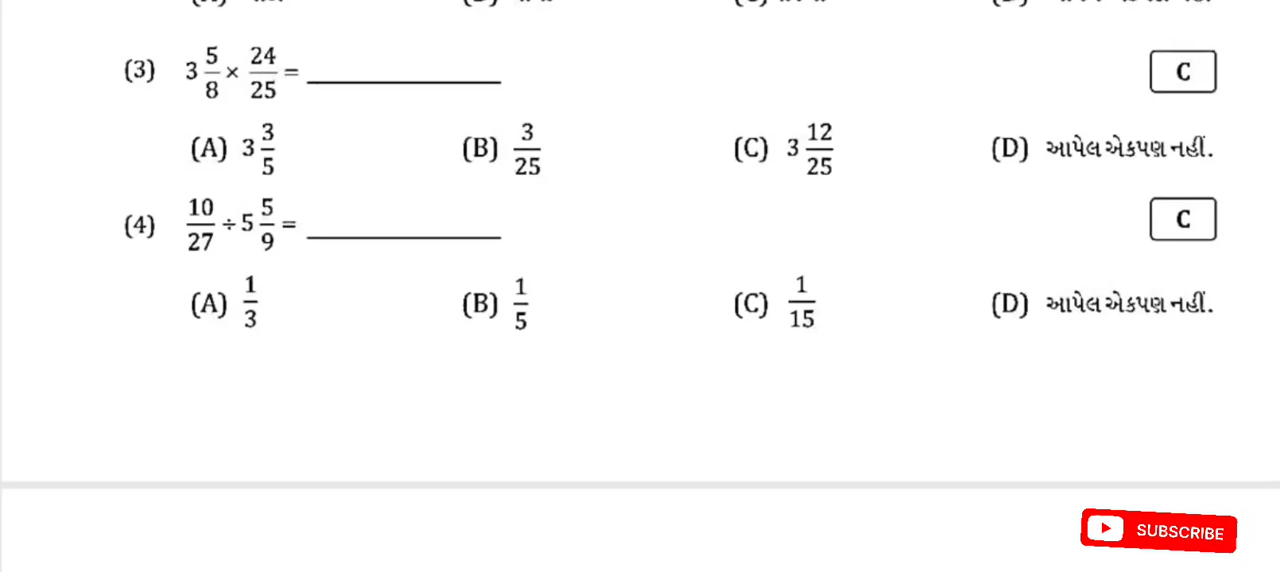 (3) 3 5/8 × 24/25 = ________ C
(A) 3 3/5 (B) 3/25 (C) 3 12/25 (D) આપેલ એકપણ નહીં.
(4) 10/27 ÷ 5 5/9 = ________ C
(A) 1/3 (B) 1/5 (C) 1/15 (D) આપેલ એકપણ નહીં.
SUBSCRIBE